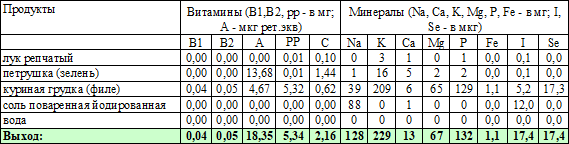 Продукты Витамины (B1,B2, pp - в мг; A - мкг рет.экв) Минералы (Na, Ca, K, Mg, P, Fe - в мг; I, Se - в мкг)
B1 B2 A PP C Na K Ca Mg P Fe I Se
лук репчатый 0,00 0,00 0,00 0,01 0,10 0 3 1 0 1 0,0 0,1 0,0
петрушка (зелень) 0,00 0,00 13,68 0,01 1,44 1 16 5 2 2 0,0 0,1 0,0
куриная грудка (филе) 0,04 0,05 4,67 5,32 0,62 39 209 6 65 129 1,1 5,2 17,3
соль поваренная йодированная 0,00 0,00 0,00 0,00 0,00 88 0 1 0 0 0,0 12,0 0,0
вода 0,00 0,00 0,00 0,00 0,00 0 0 0 0 0 0,0 0,0 0,0
Выход: 0,04 0,05 18,35 5,34 2,16 128 229 13 67 132 1,1 17,4 17,4